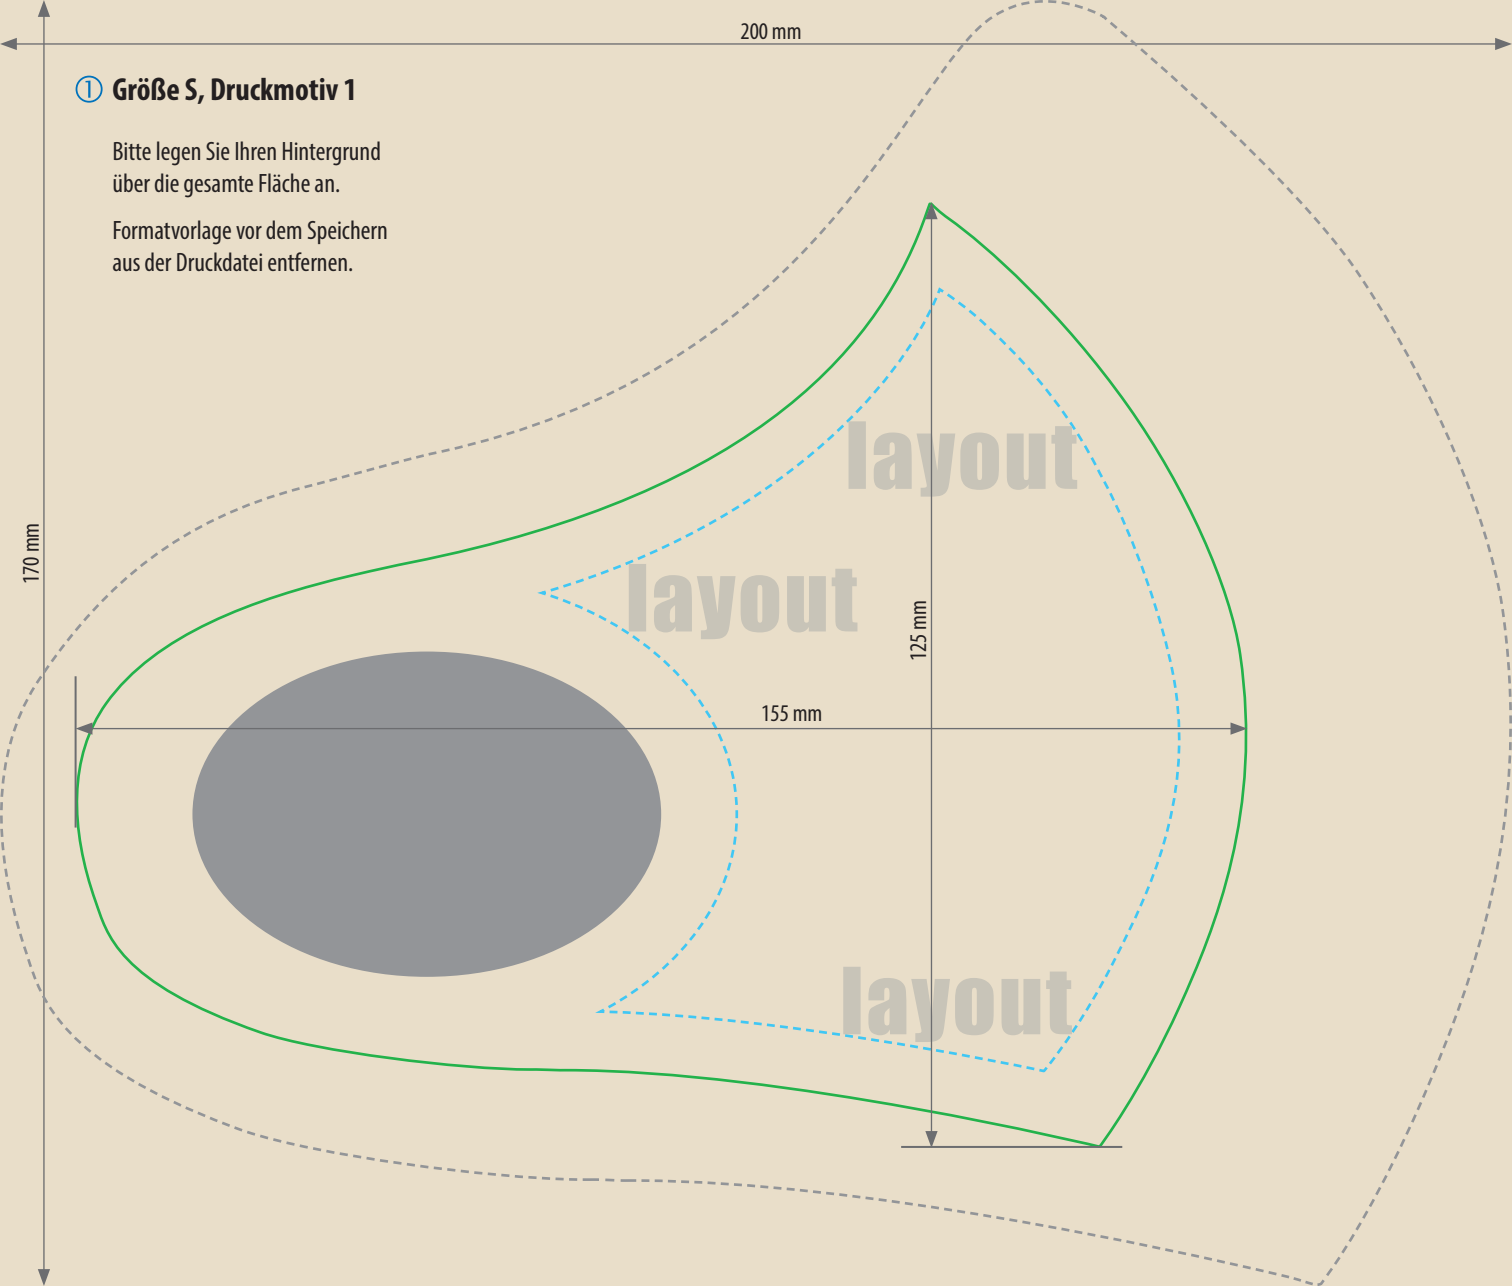 200 mm
① Größe S, Druckmotiv 1
Bitte legen Sie Ihren Hintergrund
über die gesamte Fläche an.
Formatvorlage vor dem Speichern
aus der Druckdatei entfernen.
layout
170 mm
layout
125 mm
155 mm
layout